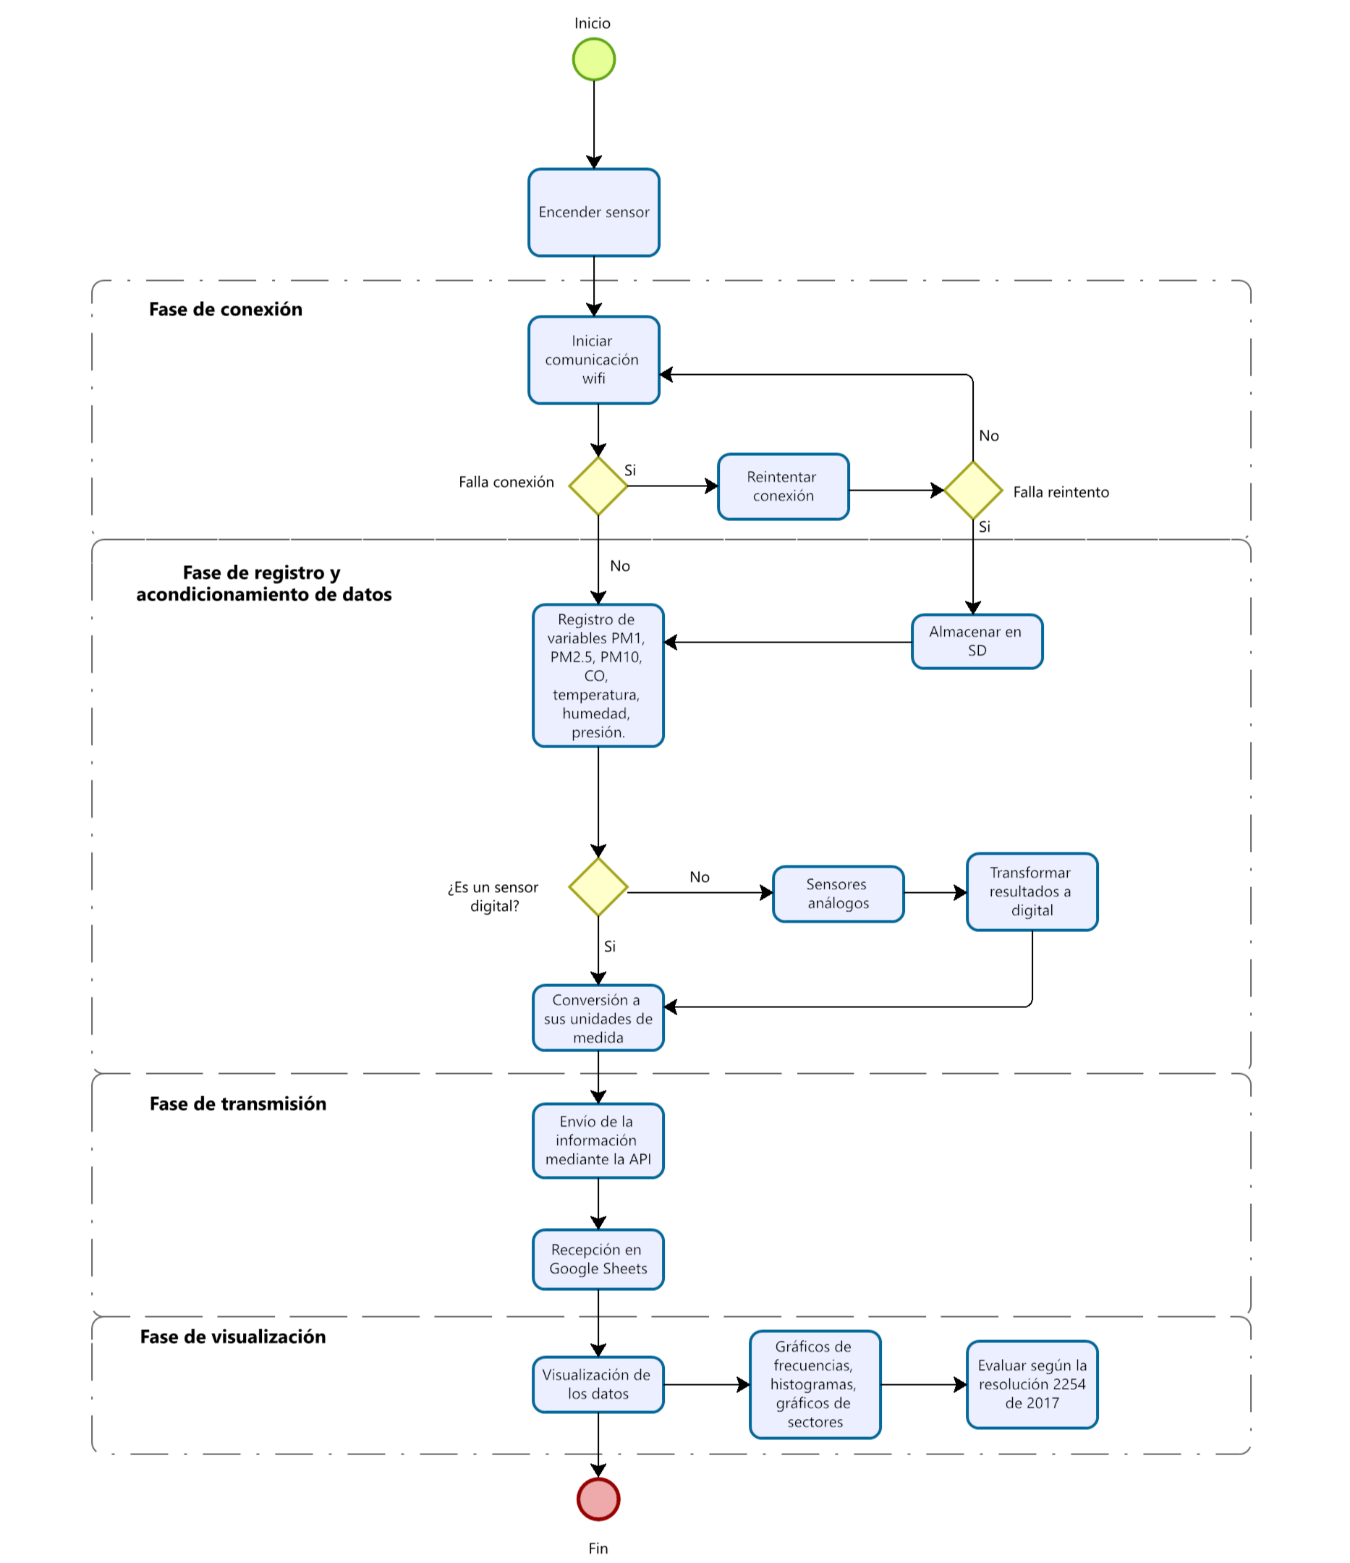 Inicio
Encender sensor
Fase de conexión
Iniciar
comunicación
wifi
No
Falla conexión
Si
Reintentar
conexión
Falla reintento
Si
Fase de registro y
acondicionamiento de datos
No
Registro de
variables PM1,
PM2.5, PM10,
CO,
temperatura,
humedad,
presión.
Almacenar en
SD
¿Es un sensor
digital?
No
Sensores
análogos
Transformar
resultados a
digital
Si
Conversión a
sus unidades de
medida
Fase de transmisión
Envío de la
información
mediante la API
Recepción en
Google Sheets
Fase de visualización
Visualización de
los datos
Gráficos de
frecuencias,
histogramas,
gráficos de
sectores
Evaluar según la
resolución 2254
de 2017
Fin